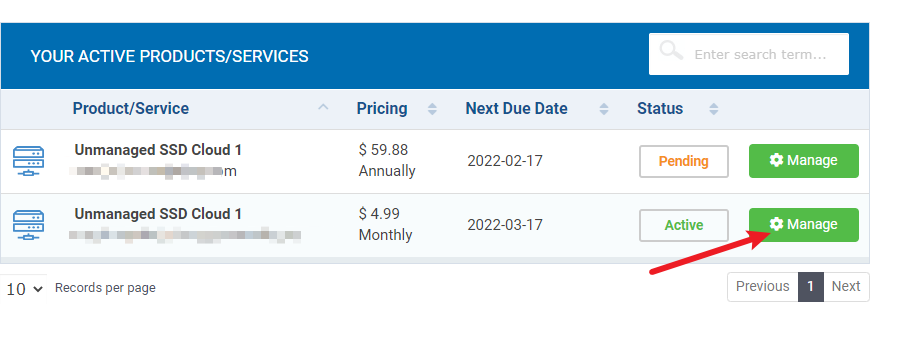 YOUR ACTIVE PRODUCTS/SERVICES
Enter search term...
Product/Service Pricing Next Due Date Status
Unmanaged SSD Cloud 1
om
$ 59.88
Annually
2022-02-17
Pending
Manage
Unmanaged SSD Cloud 1
$ 4.99
Monthly
2022-03-17
Active
Manage
10 Records per page
Previous 1 Next